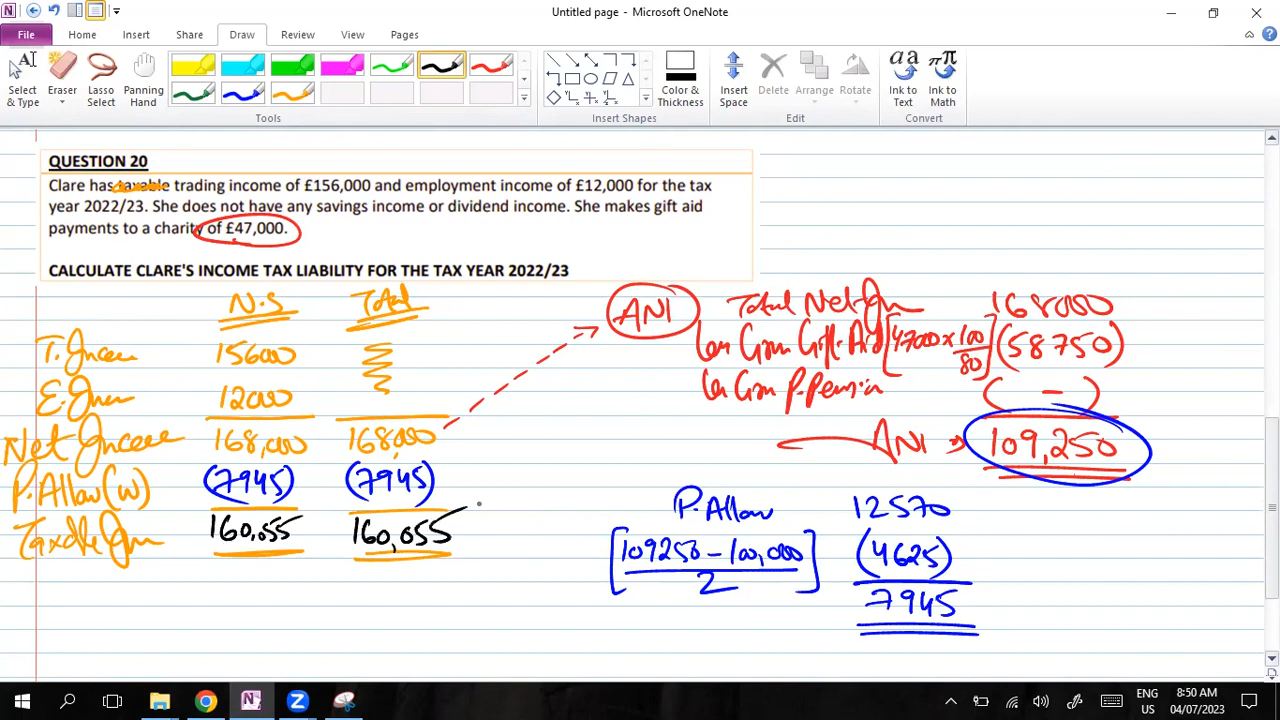 Untitled page - Microsoft OneNote
File Home Insert Draw Review View Pages
Select & Type
Eraser
Lasso Select
Panning Hand
Color & Thickness
Insert Space
Delete
Arrange
Rotate
Ink to Text
Ink to Math
Tools
Insert Shapes
Edit
Convert
QUESTION 20
Clare has taxable trading income of £156,000 and employment income of £12,000 for the tax
year 2022/23. She does not have any savings income or dividend income. She makes gift aid
payments to a charity of £47,000.
CALCULATE CLARE'S INCOME TAX LIABILITY FOR THE TAX YEAR 2022/23
N.S Total
T. Income 156000
E. Income 12000
Net Income 168,000 168,000
P. Allow (W) (7945) (7945)
Taxable Inm 160,055 160,055
ANI
Total Net Inm 168000
Less Gross Gift Aid [47000 x 100/80] (58750)
Less Gross P. Pension ( - )
ANI → 109,250
P. Allow 12570
[109250 - 100,000 / 2] (4625)
7945
ENG
US
8:50 AM
04/07/2023